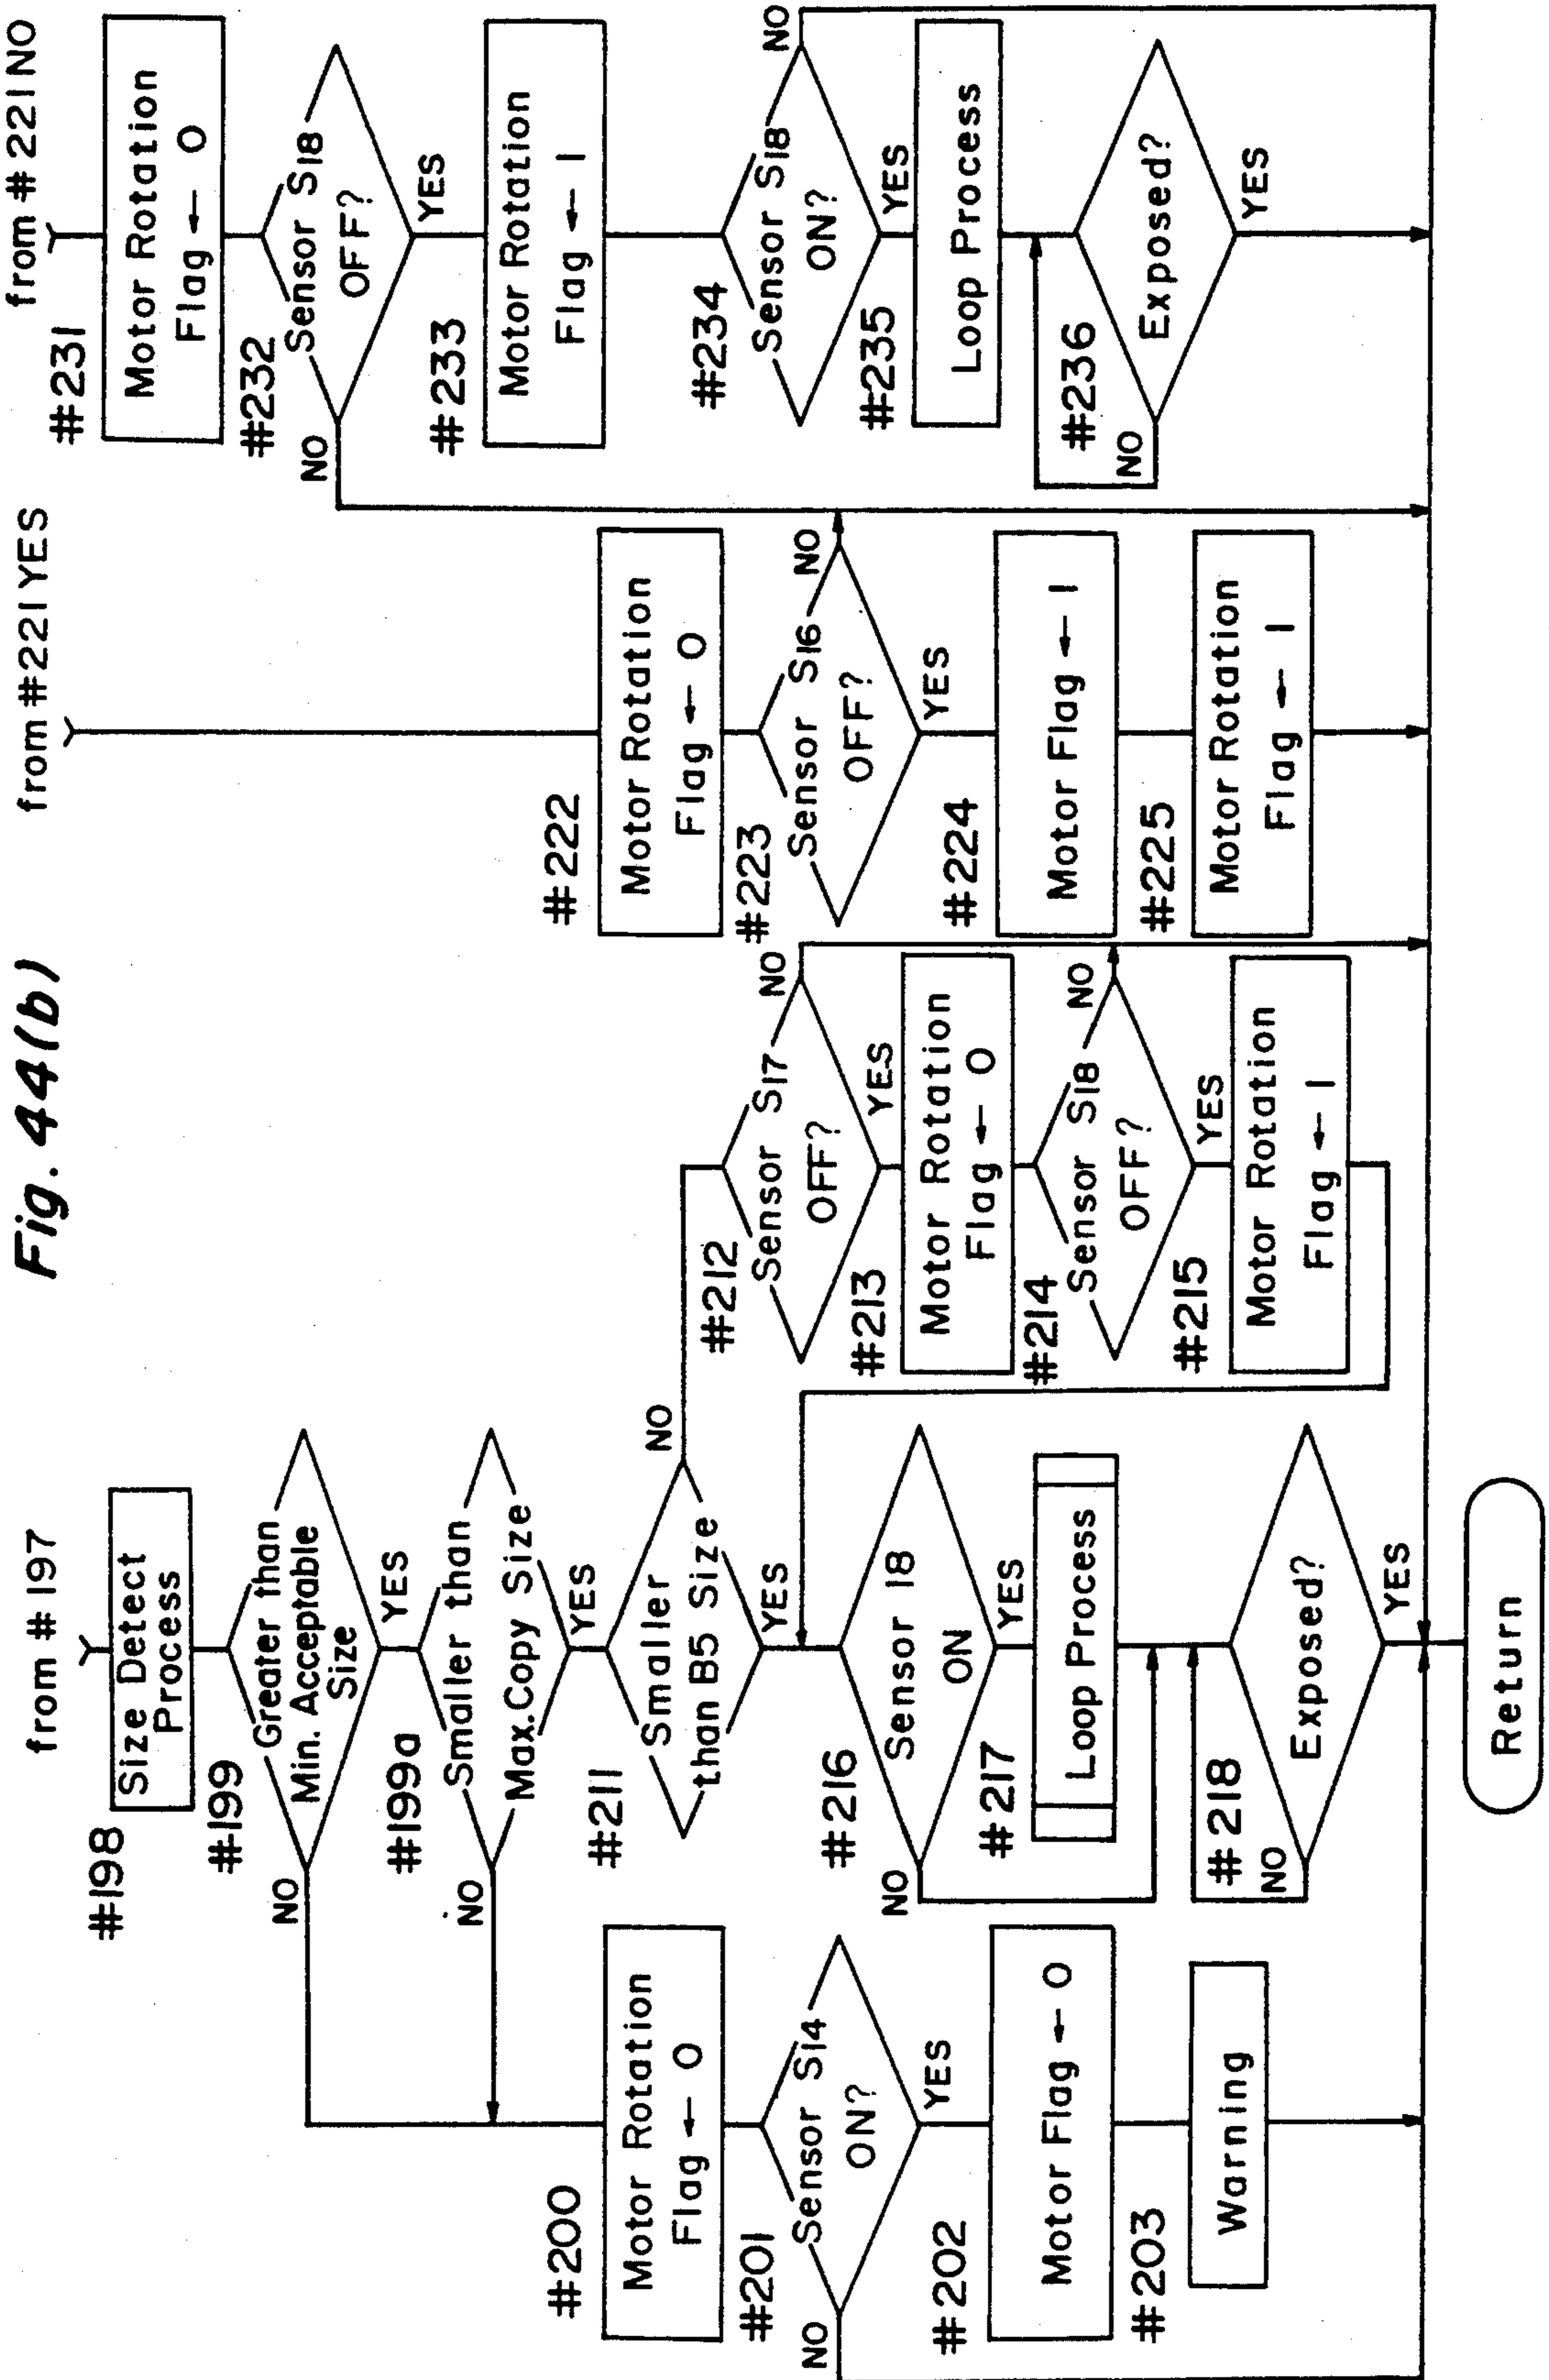 Fig. 44(b)
from #197
#198
Size Detect
Process
#199
Greater than
Min. Acceptable
Size
NO
YES
#199a
Smaller than
Max. Copy Size
NO
YES
#211
Smaller
than B5 Size
NO
YES
#216
Sensor 18
ON
NO
YES
#217
Loop Process
#218
Exposed?
NO
YES
Return
#200
Motor Rotation
Flag ← 0
#201
Sensor S14
ON?
NO
YES
#202
Motor Flag ← 0
#203
Warning
#212
Sensor S17
OFF?
NO
YES
#213
Motor Rotation
Flag ← 0
#214
Sensor S18
OFF?
NO
YES
#215
Motor Rotation
Flag ← 1
from #221 YES
#222
Motor Rotation
Flag ← 0
#223
Sensor S16
OFF?
NO
YES
#224
Motor Flag ← 1
#225
Motor Rotation
Flag ← 1
from #221 NO
#231
Motor Rotation
Flag ← 0
#232
Sensor S18
OFF?
NO
YES
#233
Motor Rotation
Flag ← 1
#234
Sensor S18
ON?
NO
YES
#235
Loop Process
#236
Exposed?
NO
YES